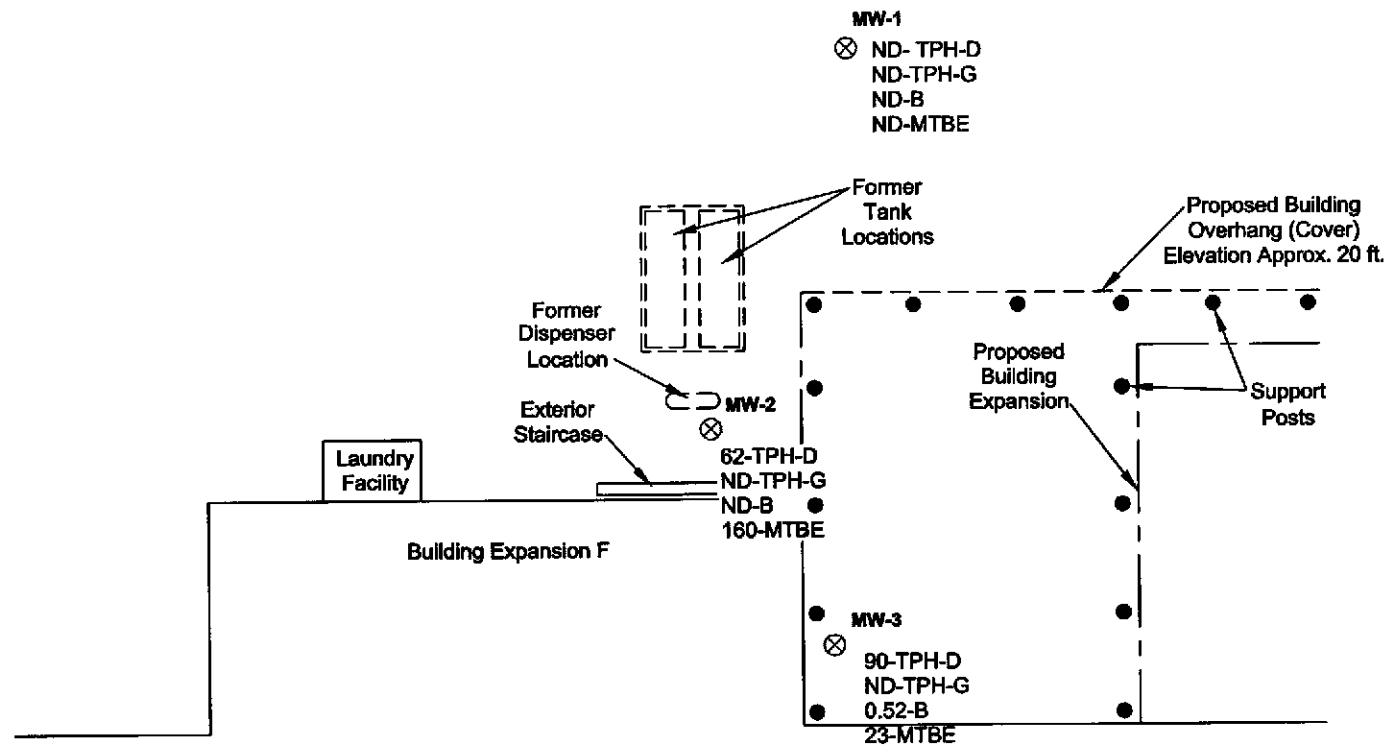 MW-1
ND- TPH-D
ND-TPH-G
ND-B
ND-MTBE
Former
Tank
Locations
Proposed Building
Overhang (Cover)
Elevation Approx. 20 ft.
Former
Dispenser
Location
Proposed
Building
Expansion
Support
Posts
MW-2
Exterior
Staircase
62-TPH-D
ND-TPH-G
ND-B
160-MTBE
Laundry
Facility
Building Expansion F
MW-3
90-TPH-D
ND-TPH-G
0.52-B
23-MTBE